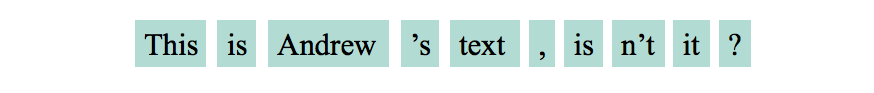 This is Andrew ’s text , is n’t it ?